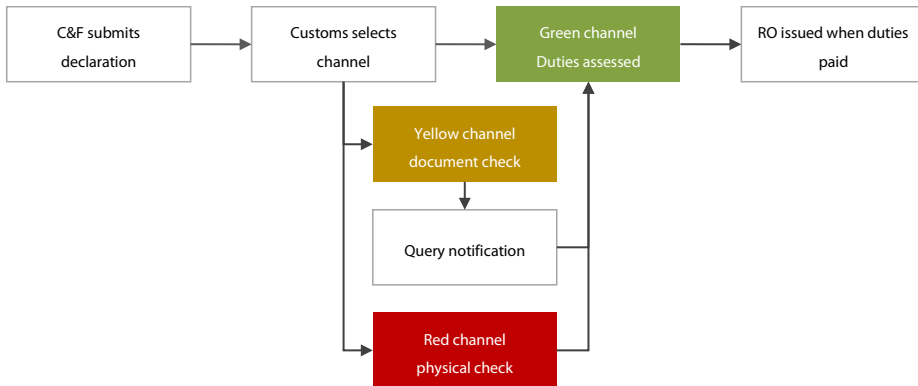 C&F submits
declaration
Customs selects
channel
Green channel
Duties assessed
RO issued when duties
paid
Yellow channel
document check
Query notification
Red channel
physical check